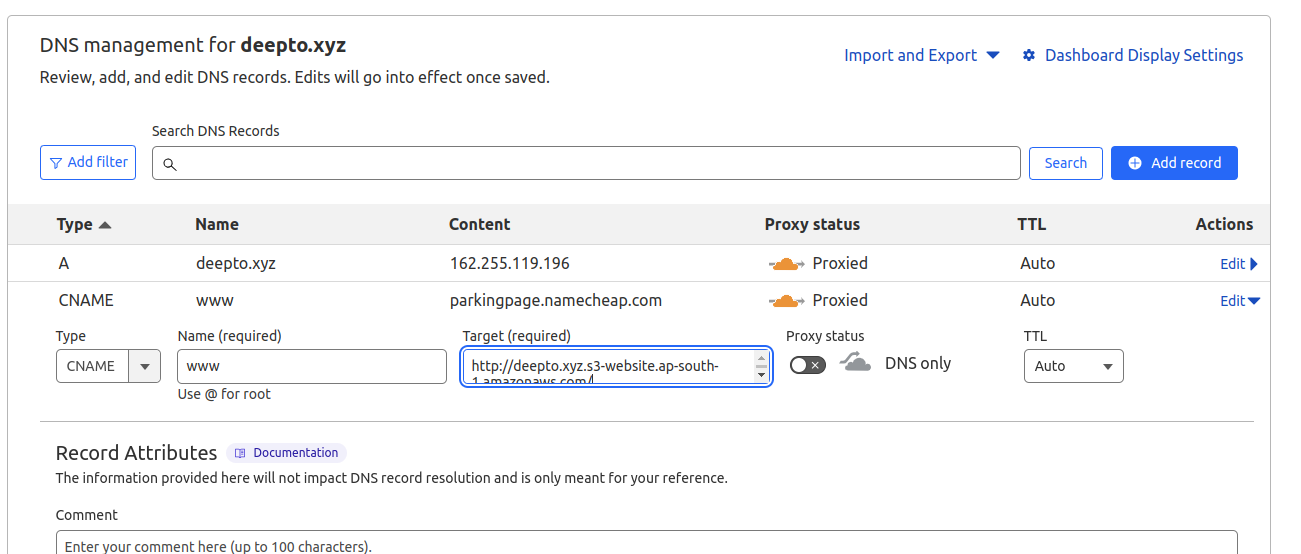 DNS management for deepto.xyz
Import and Export
Dashboard Display Settings
Review, add, and edit DNS records. Edits will go into effect once saved.
Search DNS Records
Add filter
Search
Add record
Type Name Content Proxy status TTL Actions
A deepto.xyz 162.255.119.196 Proxied Auto Edit
CNAME www parkingpage.namecheap.com Proxied Auto Edit
Type Name (required) Target (required) Proxy status TTL
CNAME www http://deepto.xyz.s3-website.ap-south-
1.amazonaws.com/ DNS only Auto
Use @ for root
Record Attributes Documentation
The information provided here will not impact DNS record resolution and is only meant for your reference.
Comment
Enter your comment here (up to 100 characters).